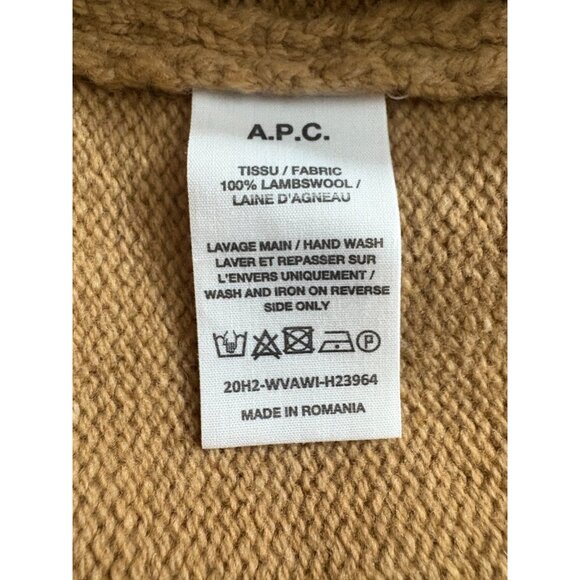 A.P.C.
TISSU / FABRIC
100% LAMBSWOOL /
LAINE D'AGNEAU
LAVAGE MAIN / HAND WASH
LAVER ET REPASSER SUR
L'ENVERS UNIQUEMENT /
WASH AND IRON ON REVERSE
SIDE ONLY
P
20H2-WVAWI-H23964
MADE IN ROMANIA